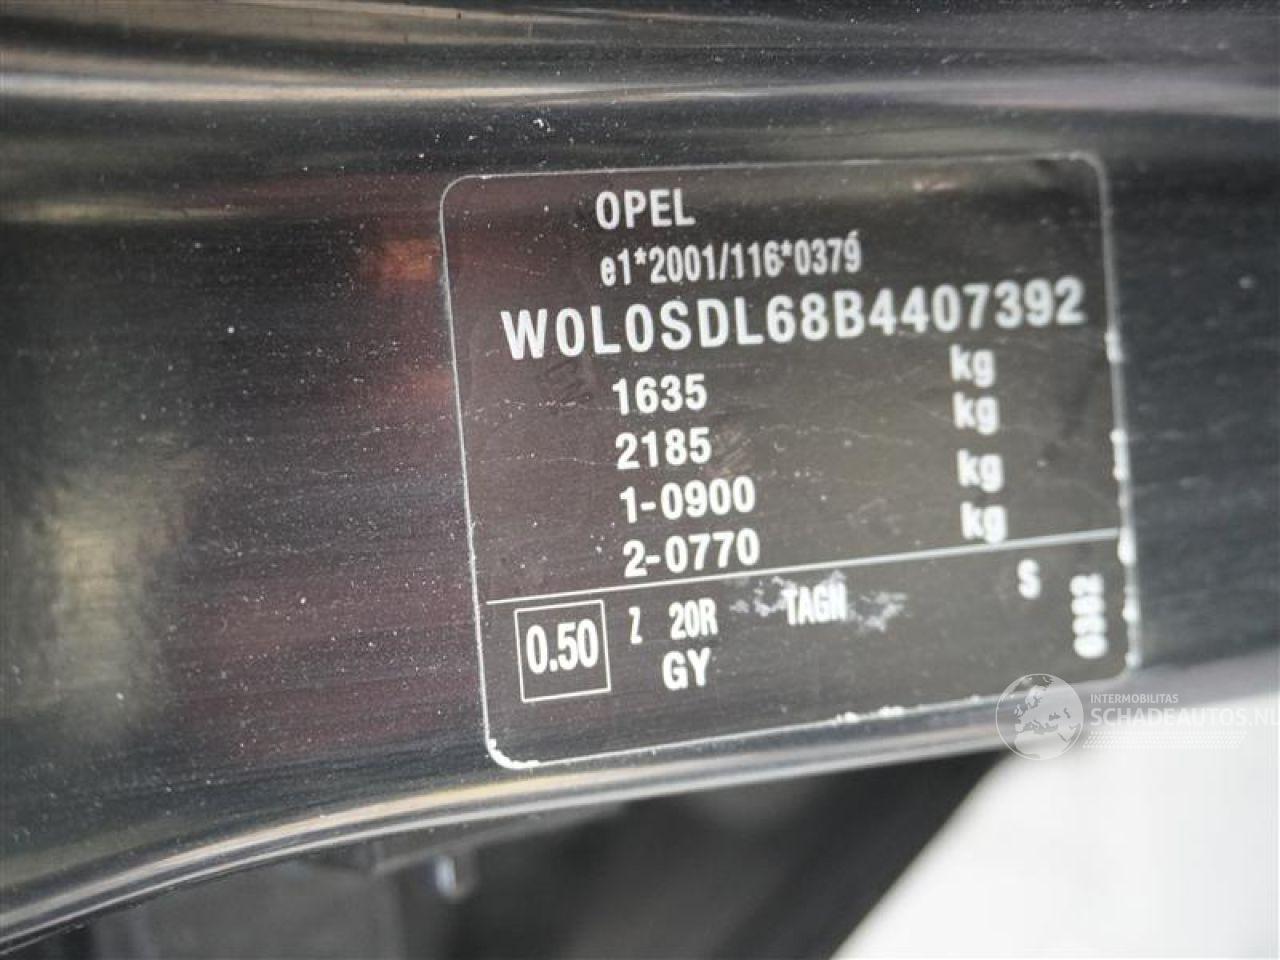 OPEL
e1*2001/116*0379
W0L0SDL68B4407392
1635 kg
2185 kg
1-0900 kg
2-0770 kg
0.50 Z 20R TAGN S
GY
INTERMOBILITAS
SCHADEAUTOS.NL